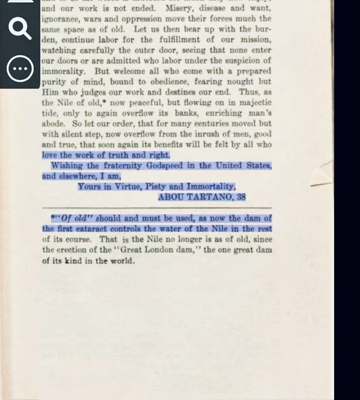 and our work is not ended. Misery, disease and want,
ignorance, wars and oppression move their forces much the
same space as of old. Let us then bear up with the bur-
den, continue labor for the fulfillment of our mission,
watching carefully the outer door, seeing that none enter
our doors or are admitted who labor under the suspicion of
immorality. But welcome all who come with a prepared
purity of mind, bound to obedience, fearing nought but
Him who judges our work and destines our end. Thus, as
the Nile of old,* now peaceful, but flowing on in majectic
tide, only to again overflow its banks, enriching man's
abode. So let our order, that for many centuries moved but
with silent step, now overflow from the inrush of men, good
and true, that soon again its benefits will be felt by all who
love the work of truth and right.
Wishing the fraternity Godspeed in the United States,
and elsewhere, I am,
Yours in Virtue, Piety and Immortality,
ABOU TARTANO, 38
*"Of old" should and must be used, as now the dam of
the first cataract controls the water of the Nile in the rest
of its course. That is the Nile no longer is as of old, since
the erection of the "Great London dam," the one great dam
of its kind in the world.